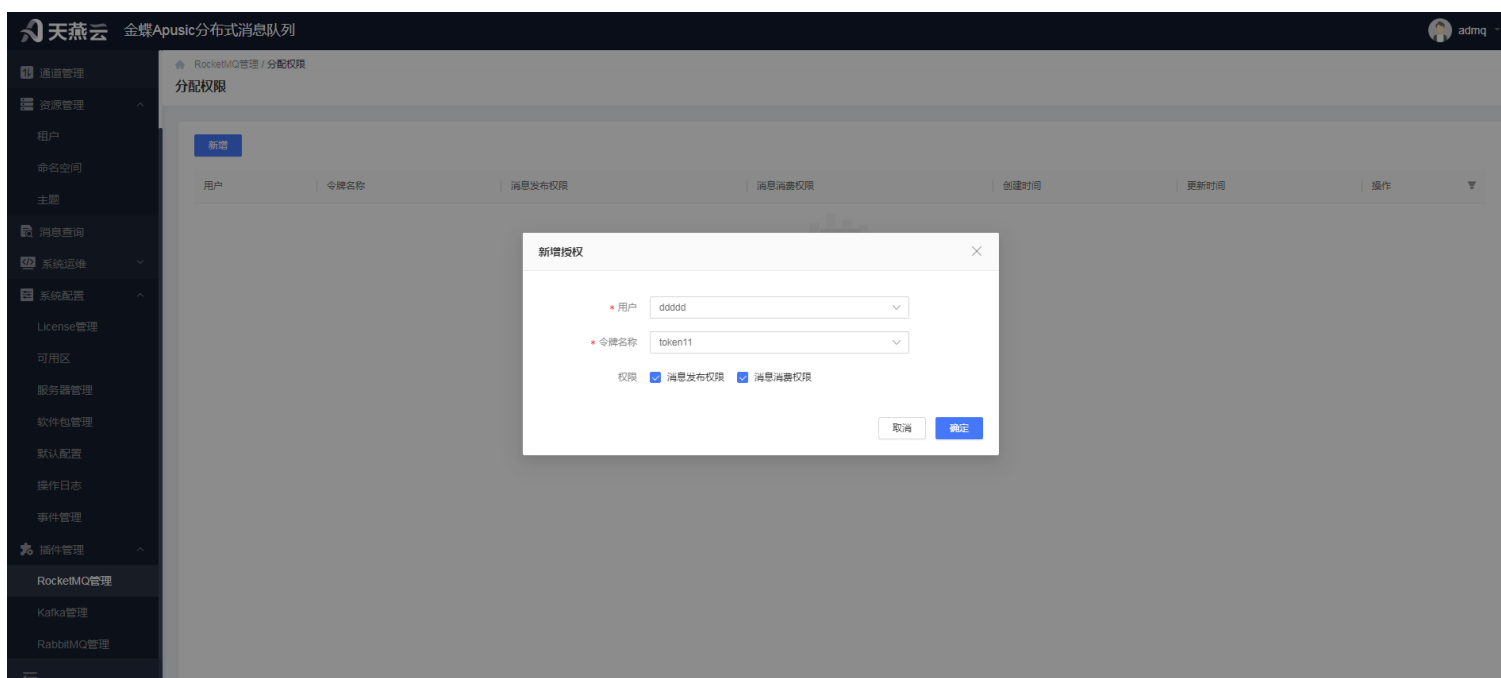 天燕云 金蝶Apusic分布式消息队列
admq
通道管理
资源管理
租户
命名空间
主题
消息查询
系统运维
系统配置
License管理
可用区
服务器管理
软件包管理
默认配置
操作日志
事件管理
插件管理
RocketMQ管理
Kafka管理
RabbitMQ管理
RocketMQ管理 / 分配权限
分配权限
新增
用户 令牌名称 消息发布权限 消息消费权限 创建时间 更新时间 操作
新增授权
* 用户 ddddd
* 令牌名称 token11
权限 消息发布权限 消息消费权限
取消 确定